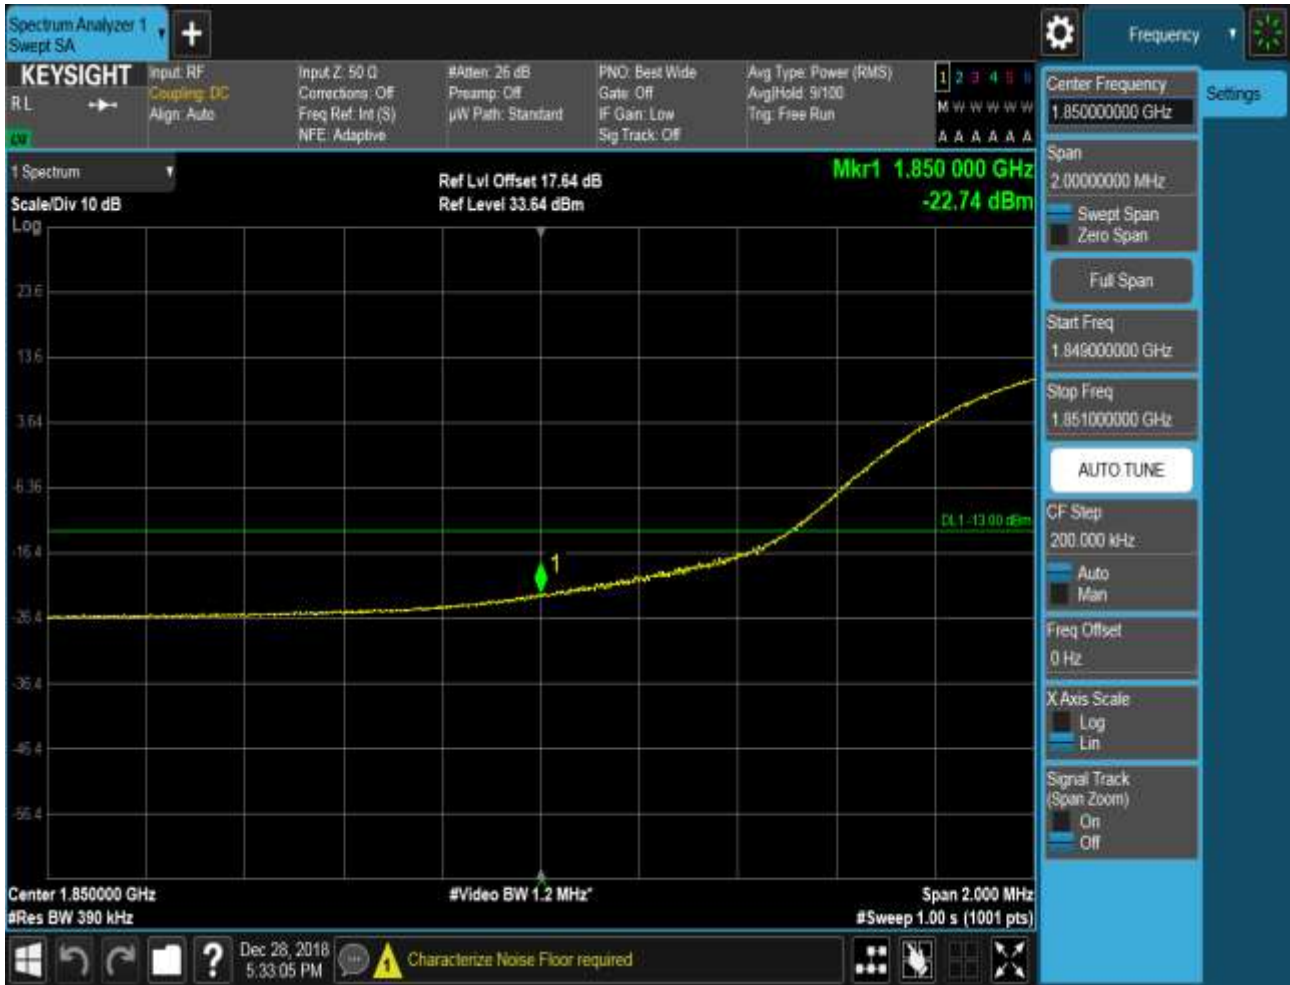 Spectrum Analyzer 1
Swept SA
+
Frequency
KEYSIGHT
RL
Input: RF
Coupling: DC
Align: Auto
Input Z: 50 Ω
Corrections: Off
Freq Ref: Int (S)
NFE: Adaptive
#Atten: 26 dB
Preamp: Off
µW Path: Standard
PNO: Best Wide
Gate: Off
IF Gain: Low
Sig Track: Off
Avg Type: Power (RMS)
Avg|Hold: 9/100
Trig: Free Run
1 2 3 4 5 6
M W W W W W
A A A A A A
1 Spectrum
Scale/Div 10 dB
Log
Ref Lvl Offset 17.64 dB
Ref Level 33.64 dBm
Mkr1 1.850 000 GHz
-22.74 dBm
23.6
13.6
3.64
-6.36
-16.4
-26.4
-36.4
-46.4
-56.4
DL1 -13.00 dBm
1
Center 1.850000 GHz
#Res BW 390 kHz
#Video BW 1.2 MHz*
Span 2.000 MHz
#Sweep 1.00 s (1001 pts)
Center Frequency
1.850000000 GHz
Settings
Span
2.00000000 MHz
Swept Span
Zero Span
Full Span
Start Freq
1.849000000 GHz
Stop Freq
1.851000000 GHz
AUTO TUNE
CF Step
200.000 kHz
Auto
Man
Freq Offset
0 Hz
X Axis Scale
Log
Lin
Signal Track
(Span Zoom)
On
Off
?
Dec 28, 2018
5:33:05 PM
1
Characterize Noise Floor required